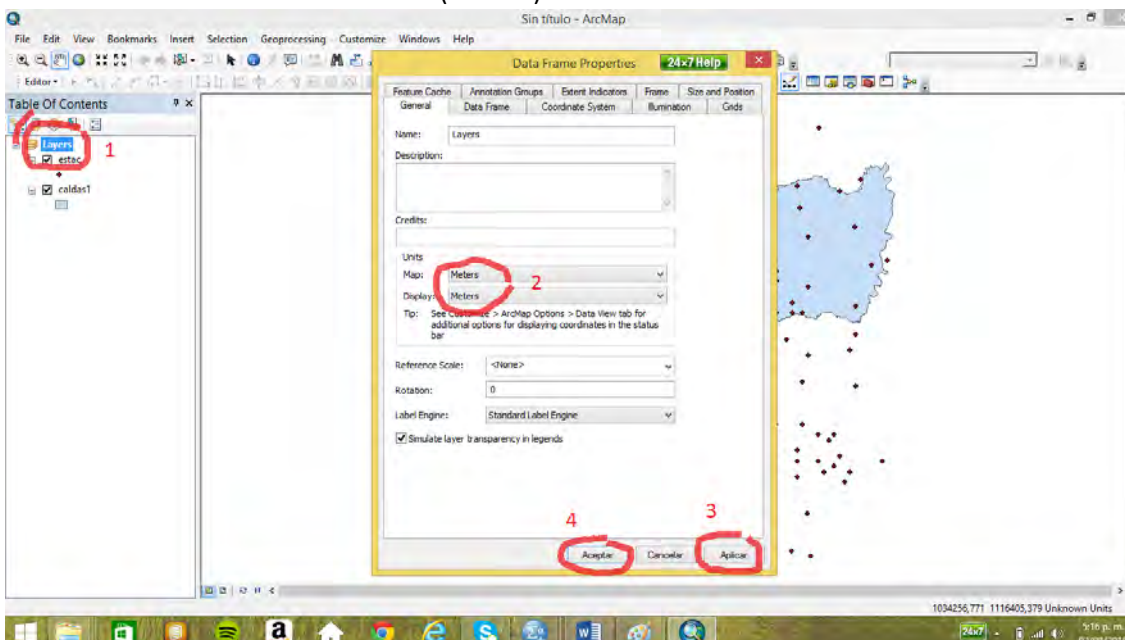 Sin título - ArcMap
File Edit View Bookmarks Insert Selection Geoprocessing Customize Windows Help
Data Frame Properties 24x7 Help
Editor
Table Of Contents
Layers
estac
caldas1
1
Feature Cache Annotation Groups Extent Indicators Frame Size and Position
General Data Frame Coordinate System Illumination Grids
Name: Layers
Description:
Credits:
Units
Map: Meters
Display: Meters
2
Tip: See Customize > ArcMap Options > Data View tab for
additional options for displaying coordinates in the status
bar
Reference Scale: <None>
Rotation: 0
Label Engine: Standard Label Engine
Simulate layer transparency in legends
4 3
Aceptar Cancelar Aplicar
1034256,771 1116405,379 Unknown Units
24x7 5:16 p. m.